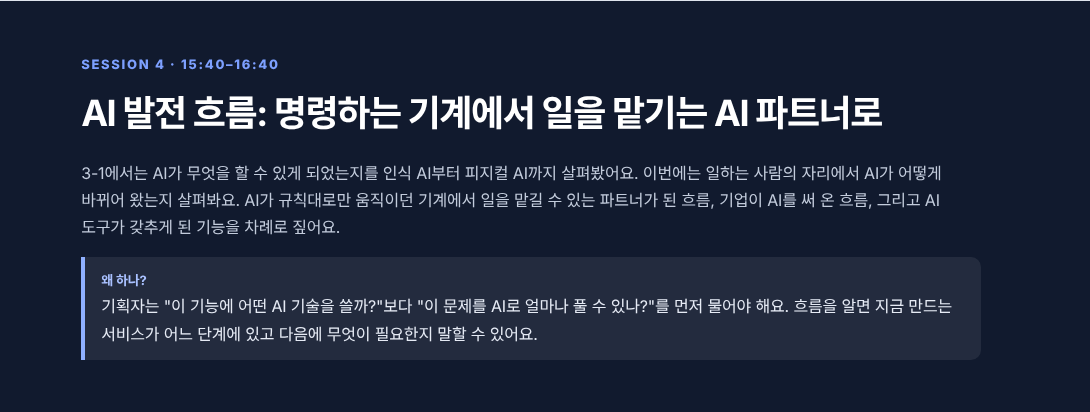 SESSION 4 · 15:40–16:40
AI 발전 흐름: 명령하는 기계에서 일을 맡기는 AI 파트너로
3-1에서는 AI가 무엇을 할 수 있게 되었는지를 인식 AI부터 피지컬 AI까지 살펴봤어요. 이번에는 일하는 사람의 자리에서 AI가 어떻게
바뀌어 왔는지 살펴봐요. AI가 규칙대로만 움직이던 기계에서 일을 맡길 수 있는 파트너가 된 흐름, 기업이 AI를 써 온 흐름, 그리고 AI
도구가 갖추게 된 기능을 차례로 짚어요.
왜 하나?
기획자는 "이 기능에 어떤 AI 기술을 쓸까?"보다 "이 문제를 AI로 얼마나 풀 수 있나?"를 먼저 물어야 해요. 흐름을 알면 지금 만드는
서비스가 어느 단계에 있고 다음에 무엇이 필요한지 말할 수 있어요.